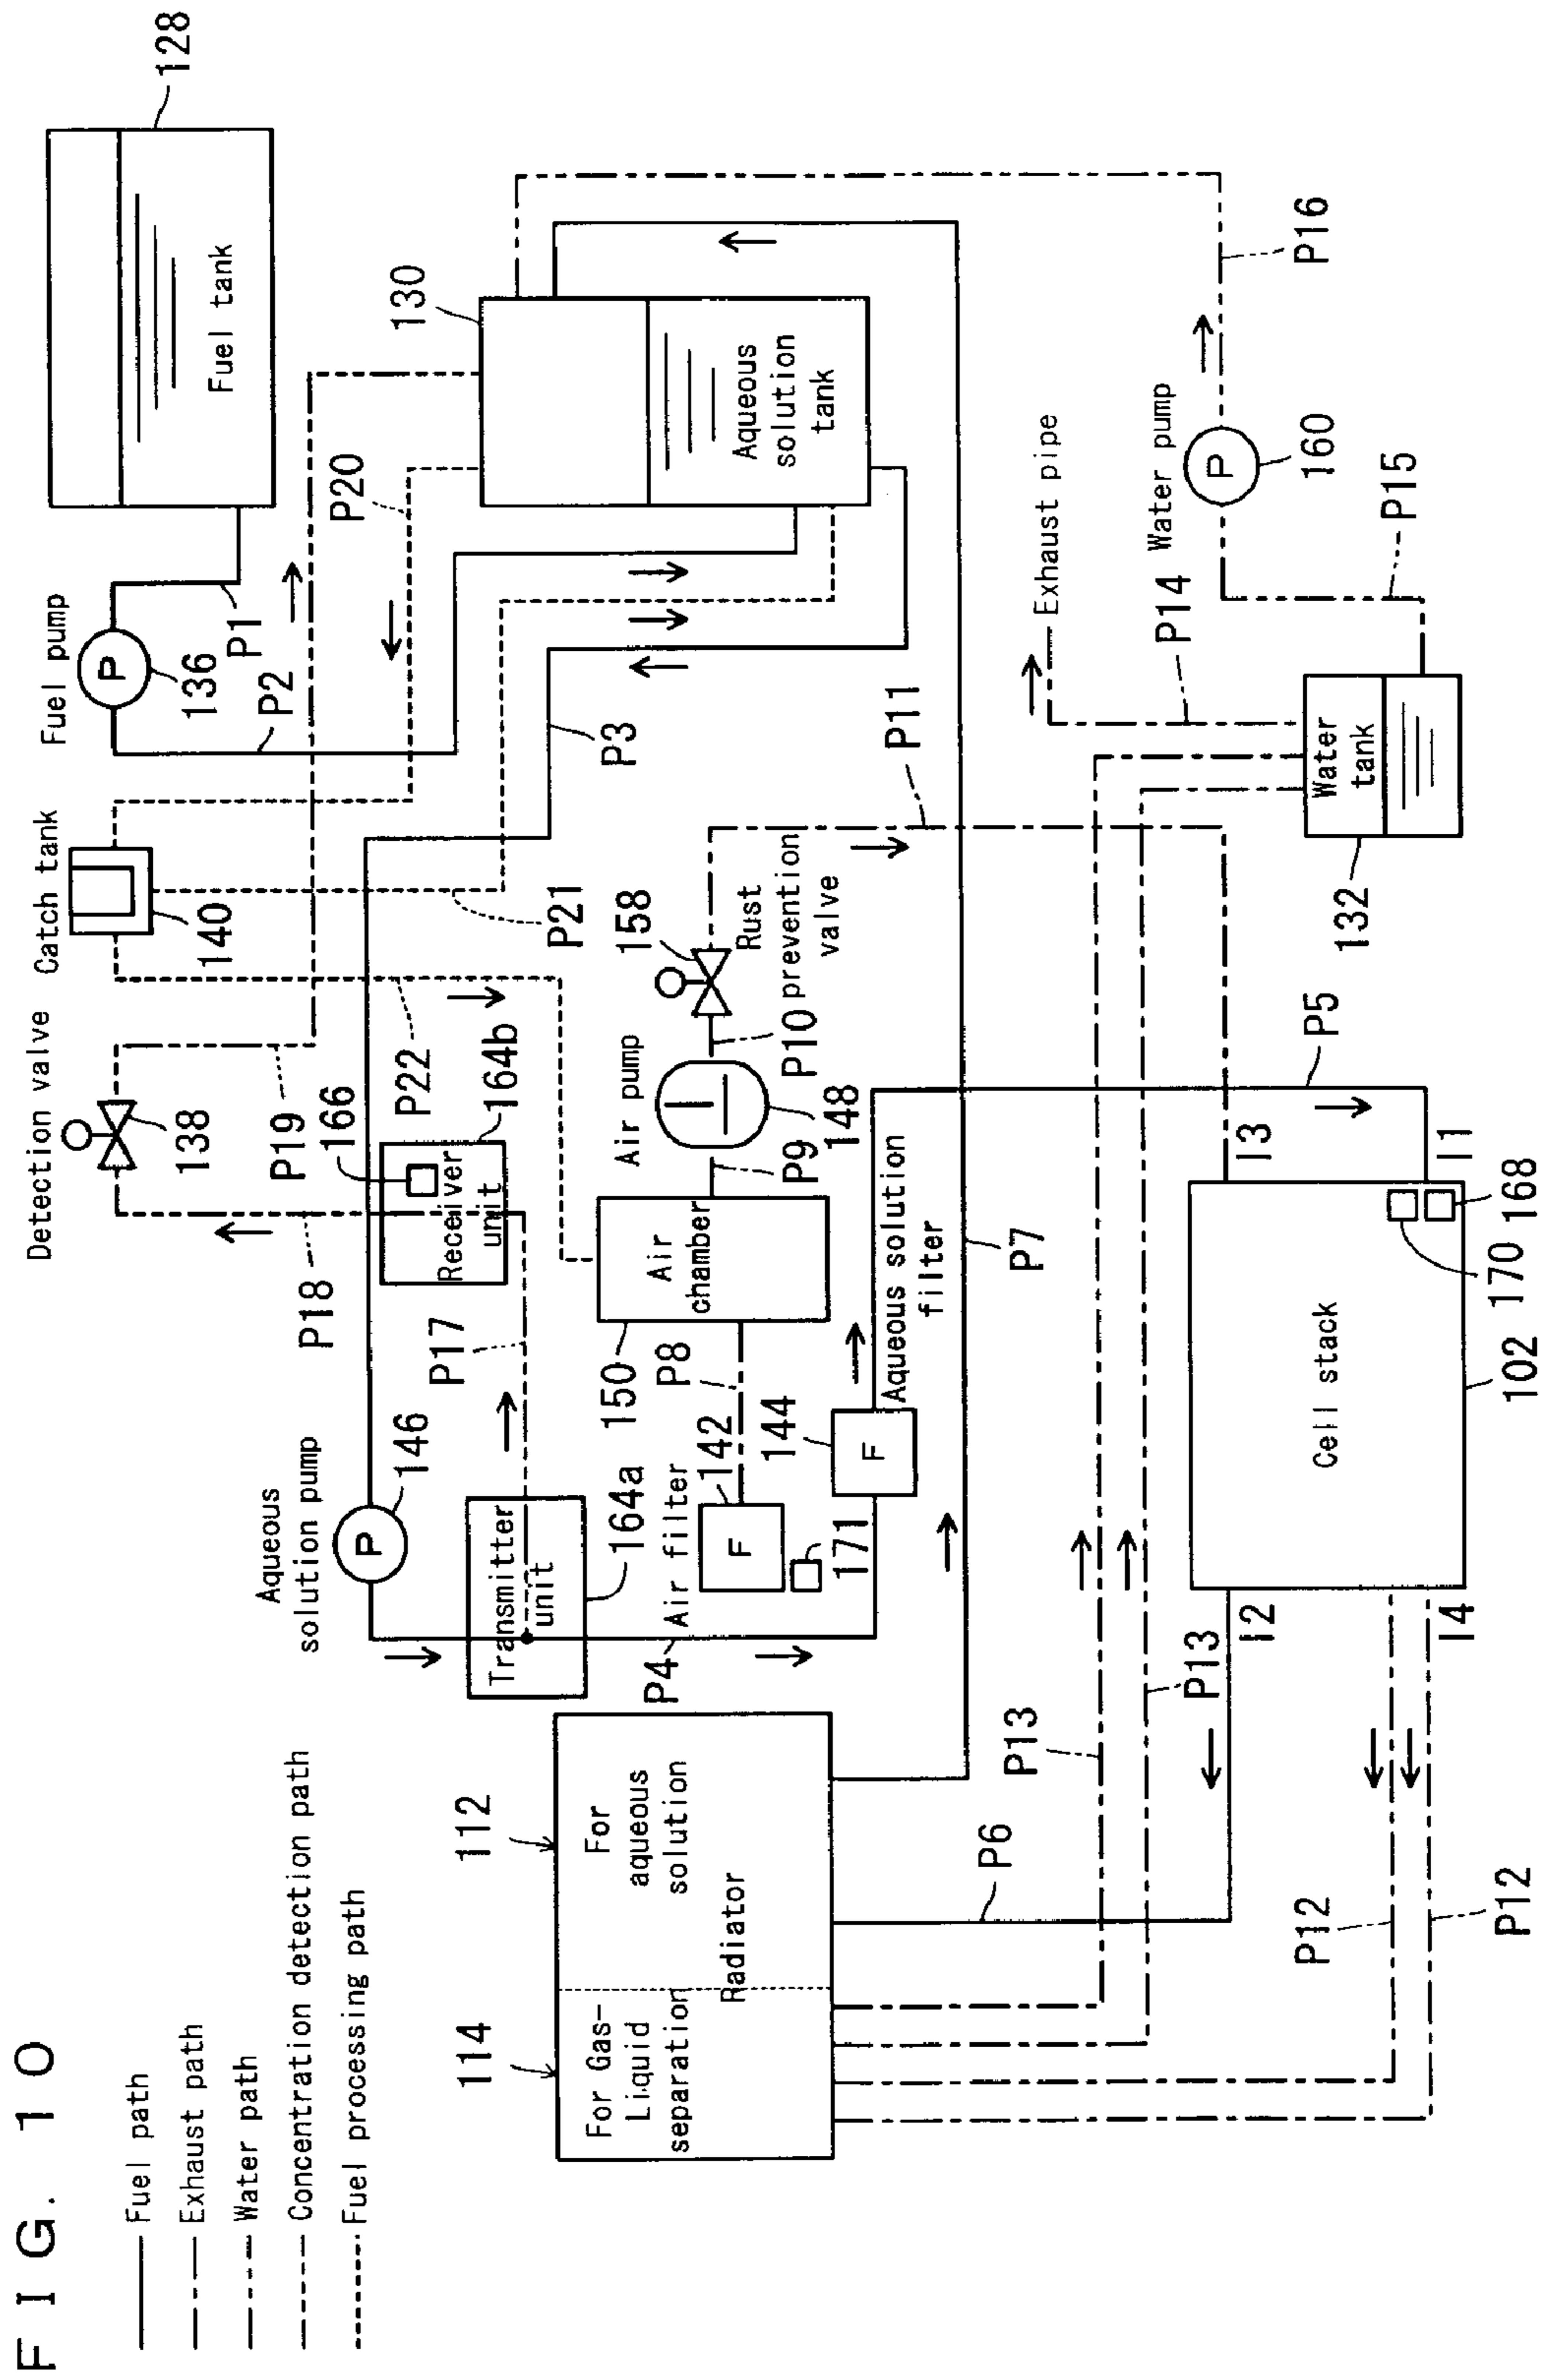 FIG. 10
Fuel path
Exhaust path
Water path
Concentration detection path
Fuel processing path
Detection valve
138
Catch tank
140
Fuel pump
P
136
P1
P2
128
Fuel tank
P18
P19
P20
130
Aqueous
solution
tank
Aqueous
solution pump
P
146
166
P22
164b
Receiver
unit
P17
P21
P3
Transmitter
unit
164a
112
114
For
aqueous
solution
For Gas-
Liquid
separation
Radiator
P4
Air filter
142
F
171
150
P8
Air
chamber
Air pump
148
P9
P10
158
Rust
prevention
valve
144
F
Aqueous solution
filter
P7
P11
P6
P13
P13
P5
Exhaust pipe
P14
Water pump
P
160
P16
P15
Water
tank
132
I2
I3
I1
I4
Cell stack
170
168
102
P12
P12